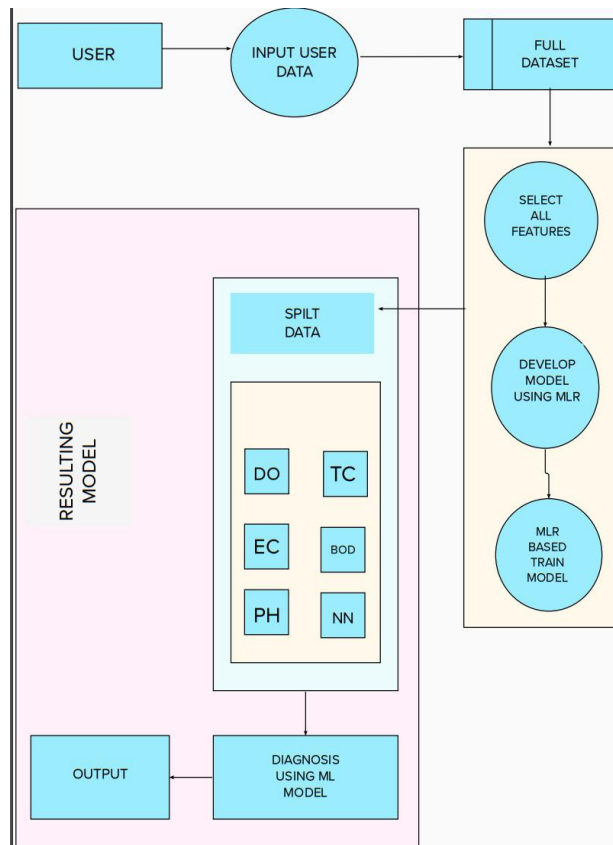 USER
INPUT USER
DATA
FULL
DATASET
SELECT
ALL
FEATURES
DEVELOP
MODEL
USING MLR
MLR
BASED
TRAIN
MODEL
SPILT
DATA
RESULTING
MODEL
DO
TC
EC
BOD
PH
NN
DIAGNOSIS
USING ML
MODEL
OUTPUT